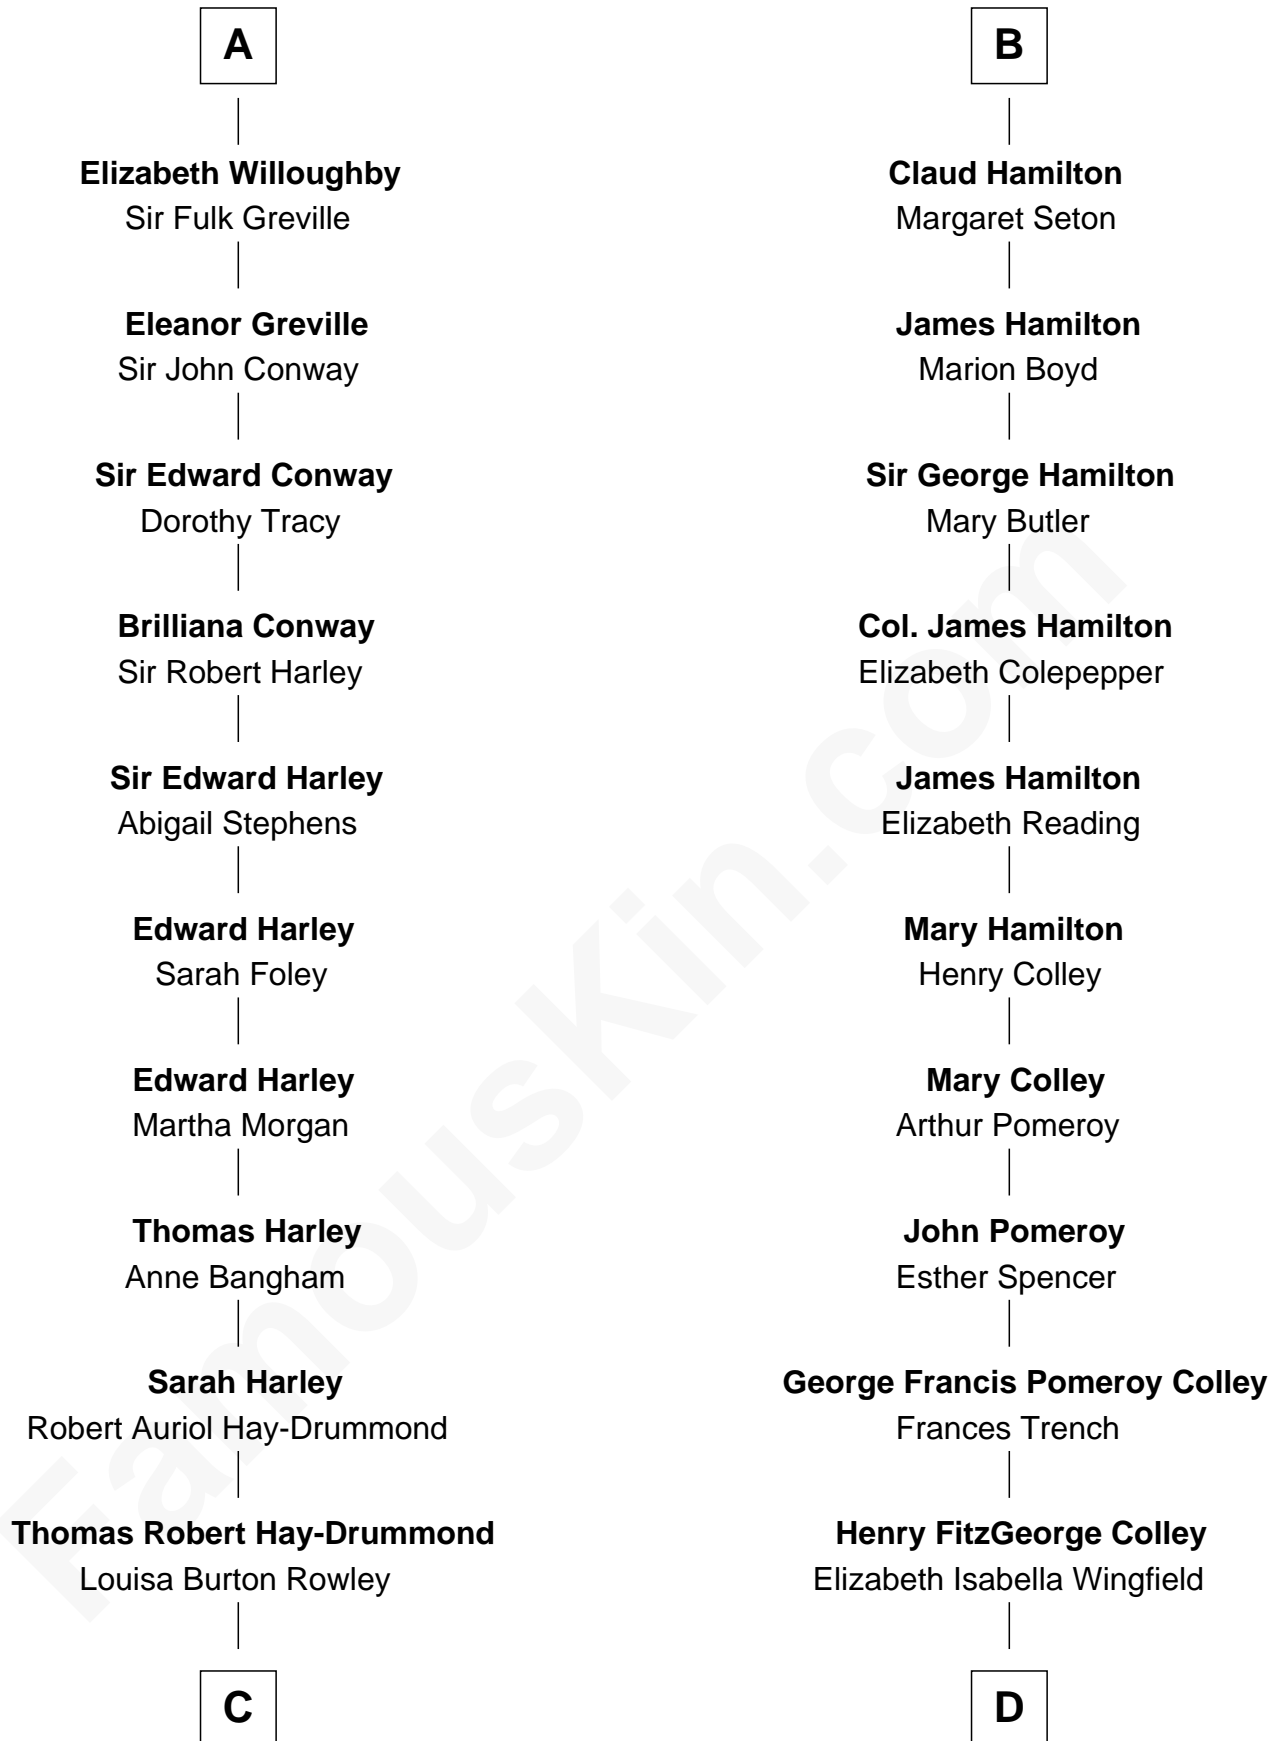 A
Elizabeth Willoughby
Sir Fulk Greville
Eleanor Greville
Sir John Conway
Sir Edward Conway
Dorothy Tracy
Brilliana Conway
Sir Robert Harley
Sir Edward Harley
Abigail Stephens
Edward Harley
Sarah Foley
Edward Harley
Martha Morgan
Thomas Harley
Anne Bangham
Sarah Harley
Robert Auriol Hay-Drummond
Thomas Robert Hay-Drummond
Louisa Burton Rowley
C
B
Claud Hamilton
Margaret Seton
James Hamilton
Marion Boyd
Sir George Hamilton
Mary Butler
Col. James Hamilton
Elizabeth Colepepper
James Hamilton
Elizabeth Reading
Mary Hamilton
Henry Colley
Mary Colley
Arthur Pomeroy
John Pomeroy
Esther Spencer
George Francis Pomeroy Colley
Frances Trench
Henry FitzGeorge Colley
Elizabeth Isabella Wingfield
D
FamousKin.com